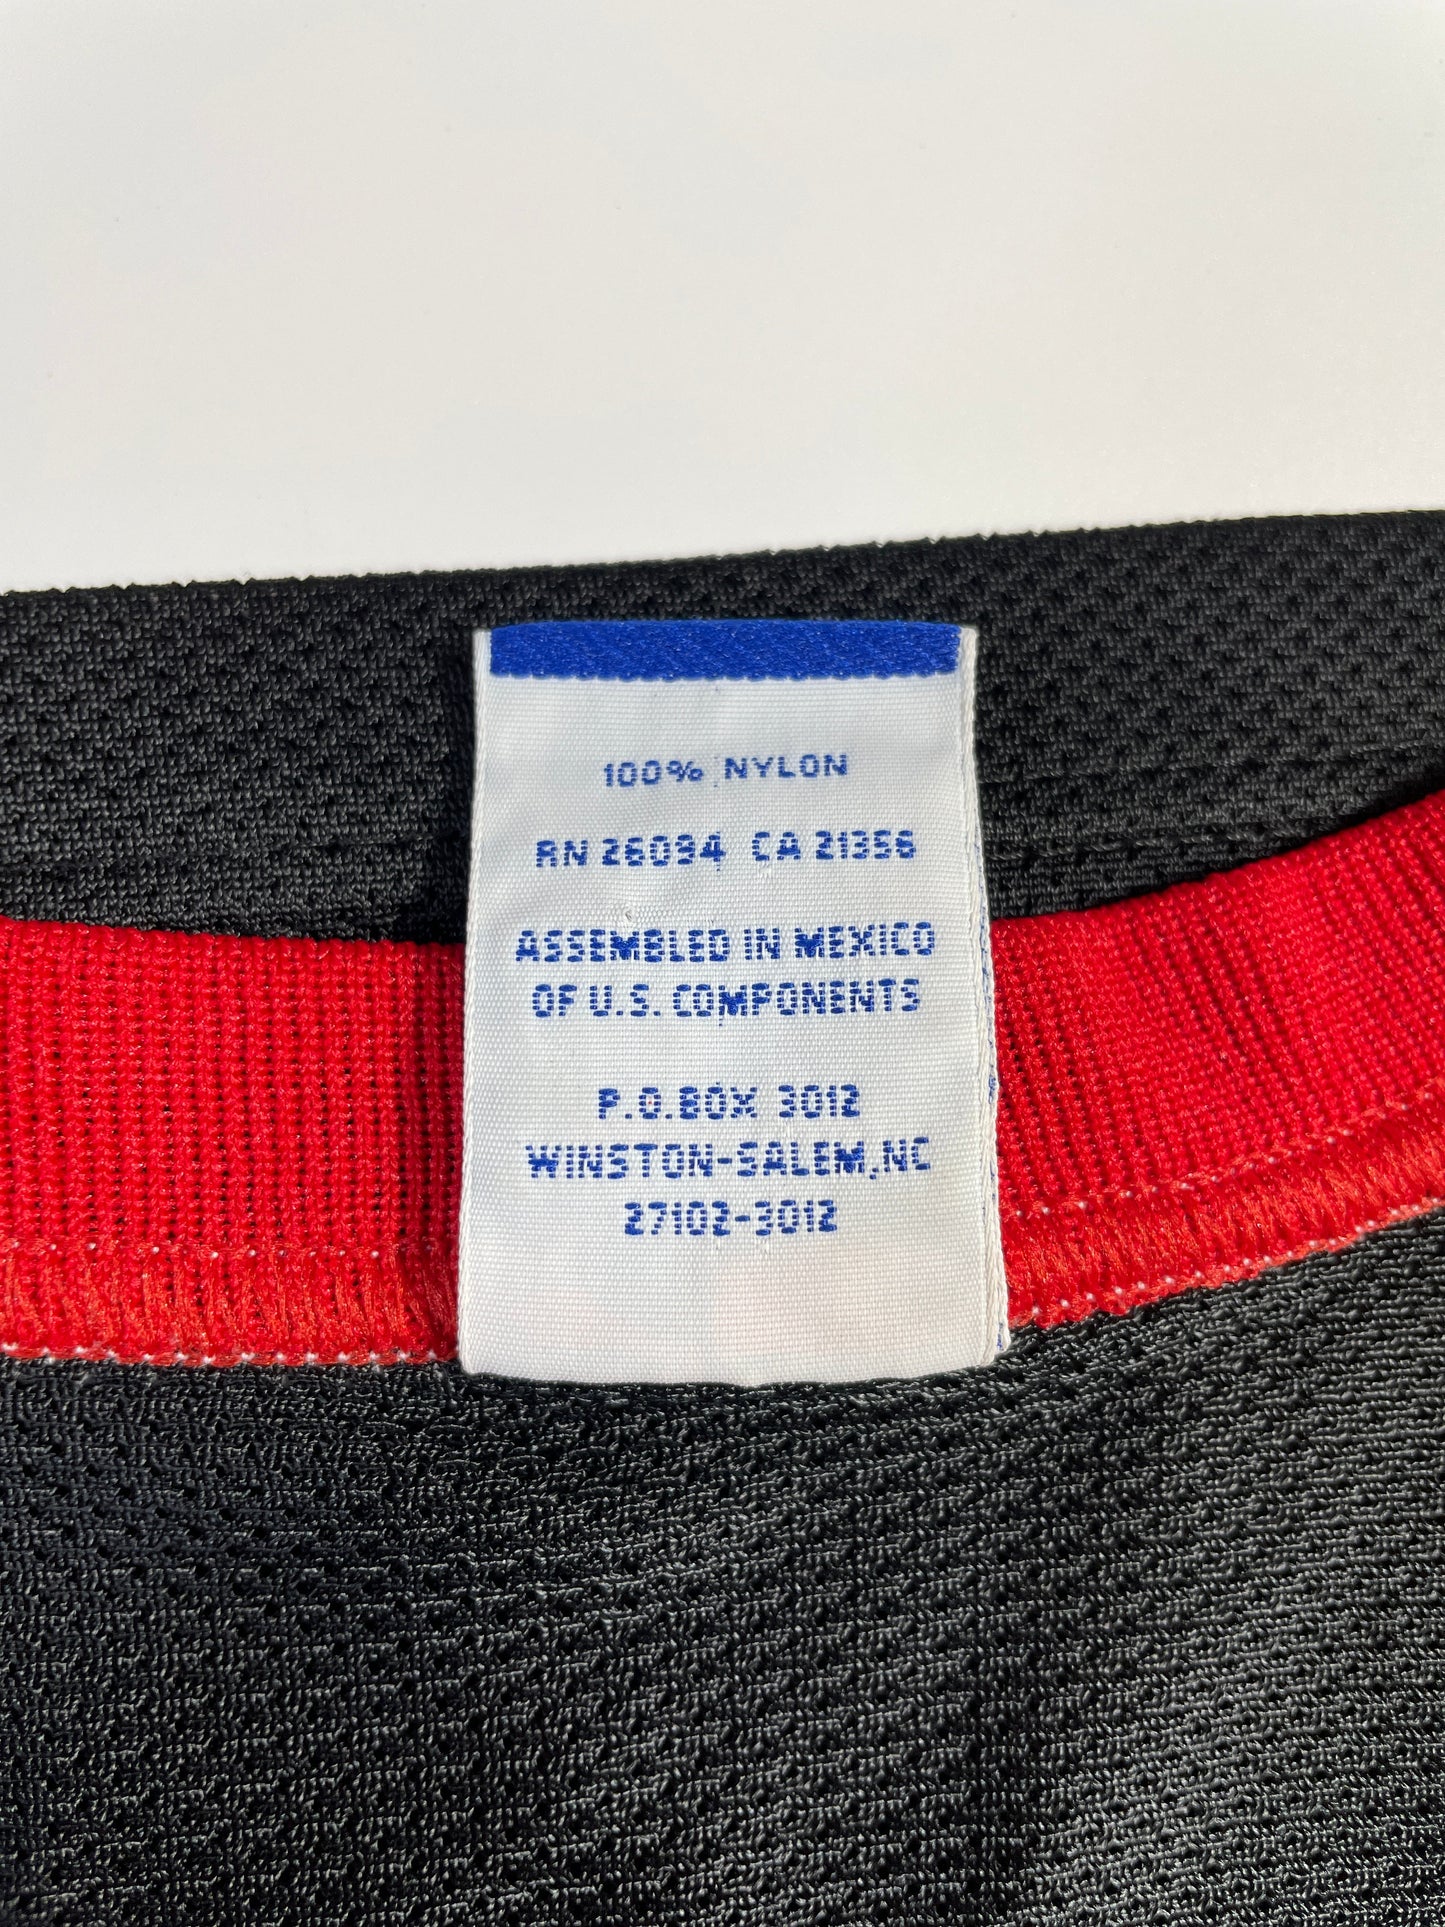 100% NYLON
RN 26094 CA 21356
ASSEMBLED IN MEXICO
OF U.S. COMPONENTS
P.O.BOX 3012
WINSTON-SALEM,NC
27102-3012